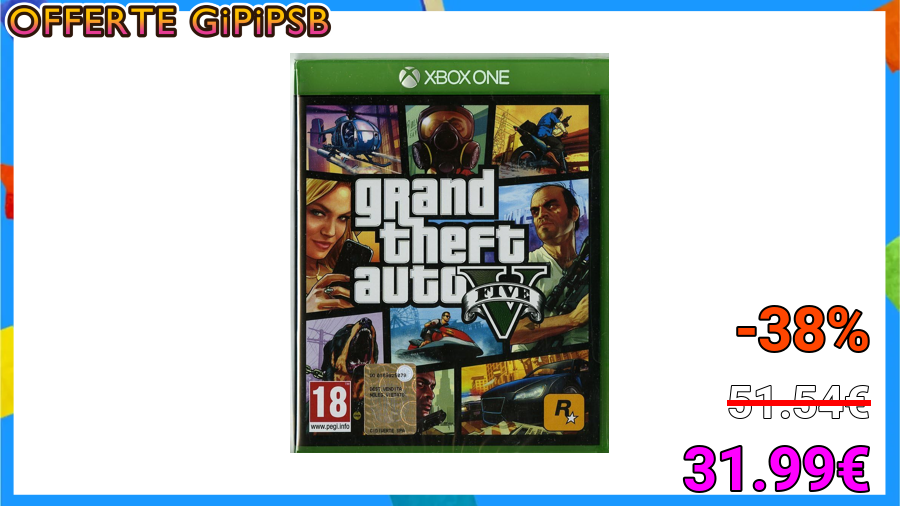 OFFERTE GiPiPSB
XBOX ONE
grand
theft
auto V
FIVE
18
www.pegi.info
R
-38%
51.54€
31.99€